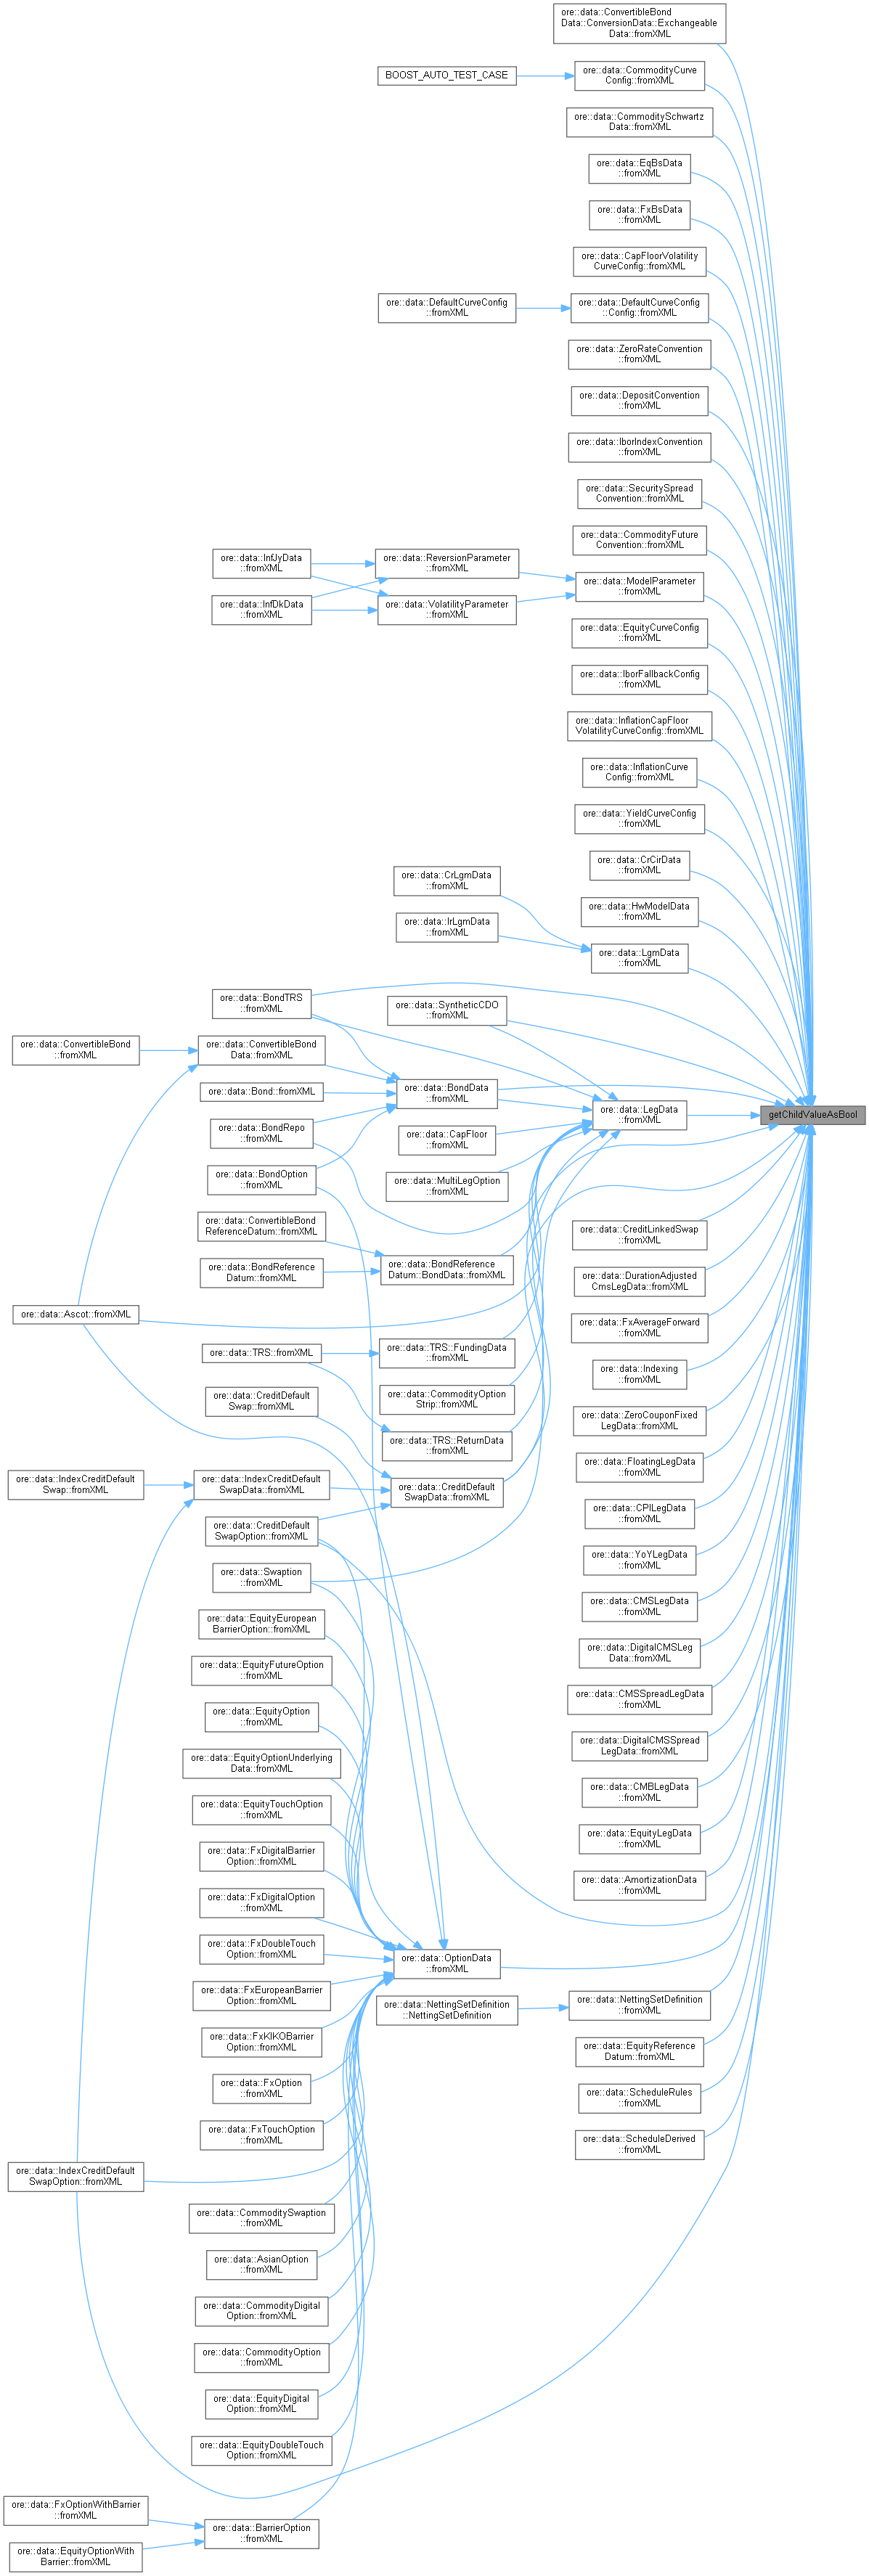 ore::data::ConvertibleBond
Data::ConversionData::Exchangeable
Data::fromXML
BOOST_AUTO_TEST_CASE
ore::data::CommodityCurve
Config::fromXML
ore::data::CommoditySchwartz
Data::fromXML
ore::data::EqBsData
::fromXML
ore::data::FxBsData
::fromXML
ore::data::CapFloorVolatility
CurveConfig::fromXML
ore::data::DefaultCurveConfig
::fromXML
ore::data::DefaultCurveConfig
::Config::fromXML
ore::data::ZeroRateConvention
::fromXML
ore::data::DepositConvention
::fromXML
ore::data::IborIndexConvention
::fromXML
ore::data::SecuritySpread
Convention::fromXML
ore::data::CommodityFuture
Convention::fromXML
ore::data::InfJyData
::fromXML
ore::data::ReversionParameter
::fromXML
ore::data::ModelParameter
::fromXML
ore::data::InfDkData
::fromXML
ore::data::VolatilityParameter
::fromXML
ore::data::EquityCurveConfig
::fromXML
ore::data::IborFallbackConfig
::fromXML
ore::data::InflationCapFloor
VolatilityCurveConfig::fromXML
ore::data::InflationCurve
Config::fromXML
ore::data::YieldCurveConfig
::fromXML
ore::data::CrCirData
::fromXML
ore::data::CrLgmData
::fromXML
ore::data::HwModelData
::fromXML
ore::data::IrLgmData
::fromXML
ore::data::LgmData
::fromXML
ore::data::BondTRS
::fromXML
ore::data::SyntheticCDO
::fromXML
ore::data::ConvertibleBond
::fromXML
ore::data::ConvertibleBond
Data::fromXML
ore::data::Bond::fromXML
ore::data::BondData
::fromXML
ore::data::LegData
::fromXML
getChildValueAsBool
ore::data::BondRepo
::fromXML
ore::data::CapFloor
::fromXML
ore::data::BondOption
::fromXML
ore::data::MultiLegOption
::fromXML
ore::data::ConvertibleBond
ReferenceDatum::fromXML
ore::data::CreditLinkedSwap
::fromXML
ore::data::BondReference
Datum::fromXML
ore::data::BondReference
Datum::BondData::fromXML
ore::data::DurationAdjusted
CmsLegData::fromXML
ore::data::Ascot::fromXML
ore::data::FxAverageForward
::fromXML
ore::data::TRS::fromXML
ore::data::TRS::FundingData
::fromXML
ore::data::Indexing
::fromXML
ore::data::CreditDefault
Swap::fromXML
ore::data::CommodityOption
Strip::fromXML
ore::data::ZeroCouponFixed
LegData::fromXML
ore::data::TRS::ReturnData
::fromXML
ore::data::FloatingLegData
::fromXML
ore::data::IndexCreditDefault
Swap::fromXML
ore::data::IndexCreditDefault
SwapData::fromXML
ore::data::CreditDefault
SwapData::fromXML
ore::data::CPILegData
::fromXML
ore::data::CreditDefault
SwapOption::fromXML
ore::data::YoYLegData
::fromXML
ore::data::Swaption
::fromXML
ore::data::CMSLegData
::fromXML
ore::data::EquityEuropean
BarrierOption::fromXML
ore::data::DigitalCMSLeg
Data::fromXML
ore::data::EquityFutureOption
::fromXML
ore::data::CMSSpreadLegData
::fromXML
ore::data::EquityOption
::fromXML
ore::data::DigitalCMSSpread
LegData::fromXML
ore::data::EquityOptionUnderlying
Data::fromXML
ore::data::CMBLegData
::fromXML
ore::data::EquityTouchOption
::fromXML
ore::data::EquityLegData
::fromXML
ore::data::FxDigitalBarrier
Option::fromXML
ore::data::AmortizationData
::fromXML
ore::data::FxDigitalOption
::fromXML
ore::data::FxDoubleTouch
Option::fromXML
ore::data::OptionData
::fromXML
ore::data::FxEuropeanBarrier
Option::fromXML
ore::data::NettingSetDefinition
::NettingSetDefinition
ore::data::NettingSetDefinition
::fromXML
ore::data::FxKIKOBarrier
Option::fromXML
ore::data::EquityReference
Datum::fromXML
ore::data::FxOption
::fromXML
ore::data::ScheduleRules
::fromXML
ore::data::FxTouchOption
::fromXML
ore::data::ScheduleDerived
::fromXML
ore::data::IndexCreditDefault
SwapOption::fromXML
ore::data::CommoditySwaption
::fromXML
ore::data::AsianOption
::fromXML
ore::data::CommodityDigital
Option::fromXML
ore::data::CommodityOption
::fromXML
ore::data::EquityDigital
Option::fromXML
ore::data::EquityDoubleTouch
Option::fromXML
ore::data::FxOptionWithBarrier
::fromXML
ore::data::BarrierOption
::fromXML
ore::data::EquityOptionWith
Barrier::fromXML